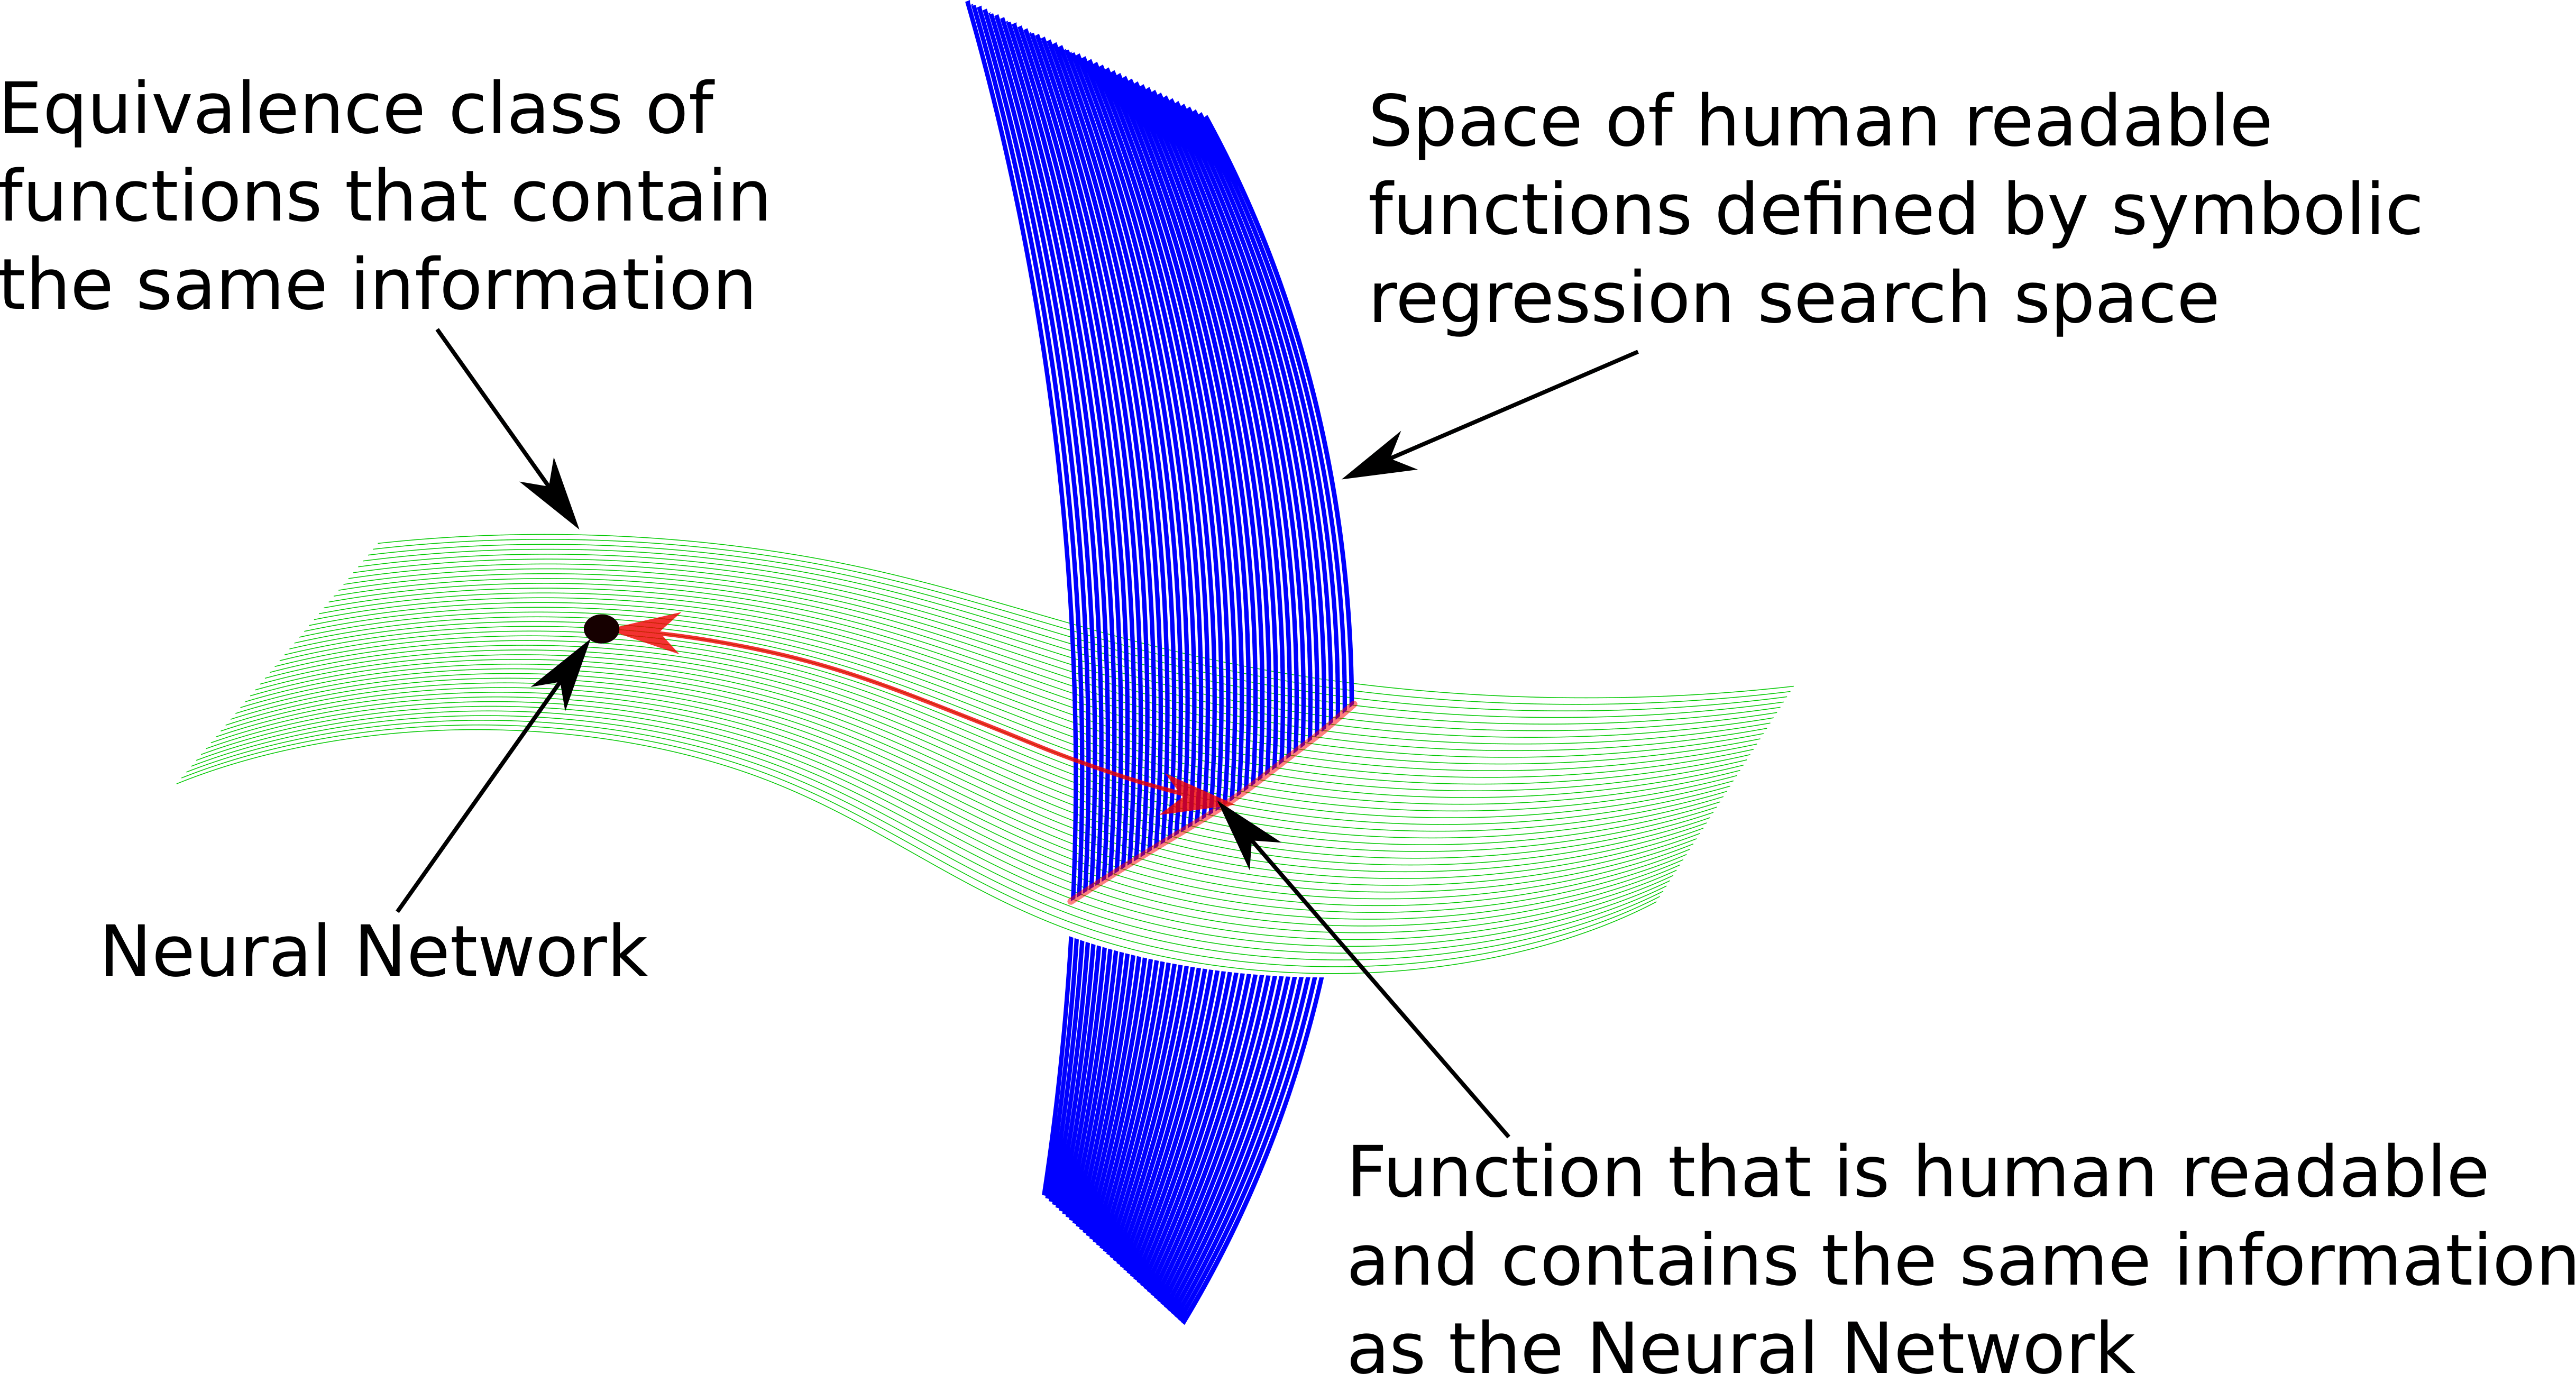 Equivalence class of
functions that contain
the same information
Space of human readable
functions defined by symbolic
regression search space
Neural Network
Function that is human readable
and contains the same information
as the Neural Network